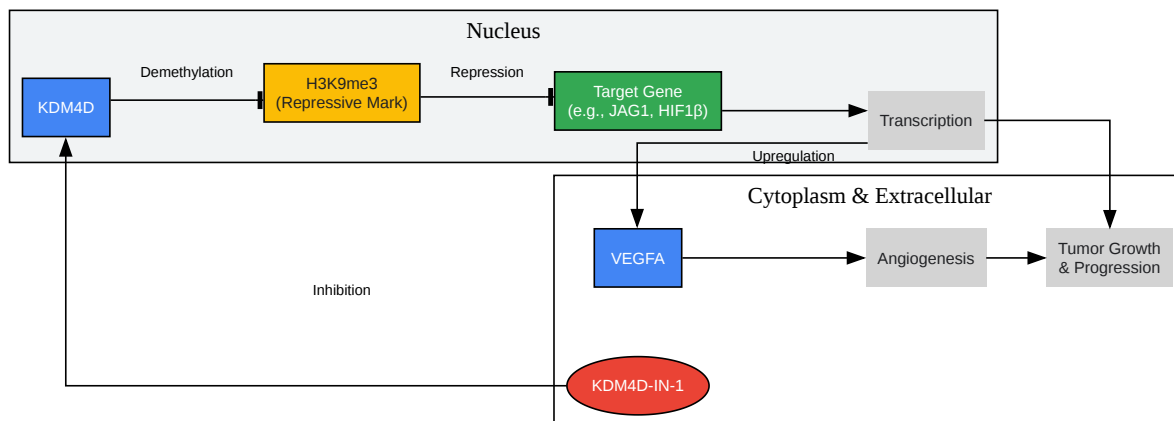 Nucleus
Demethylation
Repression
KDM4D
H3K9me3
(Repressive Mark)
Target Gene
(e.g., JAG1, HIF1β)
Transcription
Upregulation
Cytoplasm & Extracellular
VEGFA
Angiogenesis
Tumor Growth
& Progression
Inhibition
KDM4D-IN-1